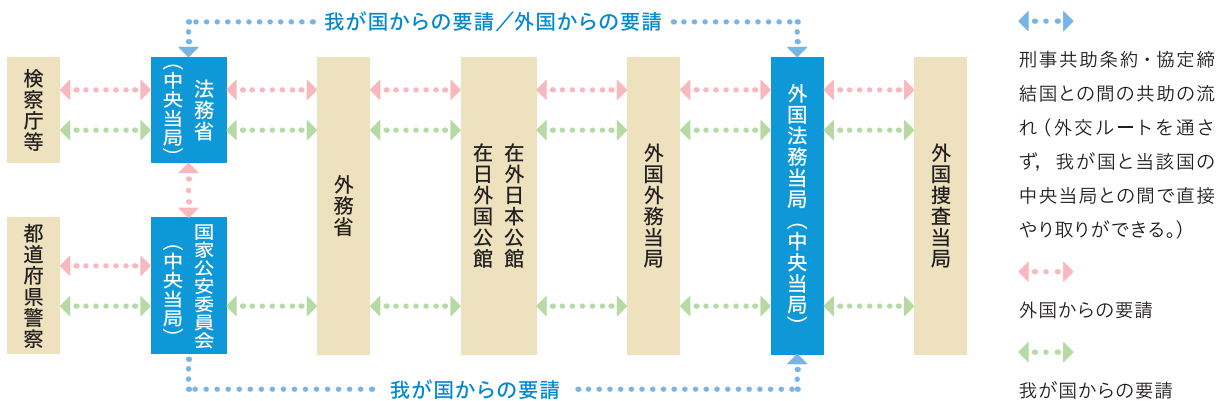 我が国からの要請／外国からの要請
検察庁等
法務省
（中央当局）
都道府県警察
国家公安委員会
（中央当局）
外務省
在外日本公館
在日外国公館
外国外務当局
外国法務当局（中央当局）
外国捜査当局
我が国からの要請
刑事共助条約・協定締
結国との間の共助の流
れ（外交ルートを通さ
ず，我が国と当該国の
中央当局との間で直接
やり取りができる。）
外国からの要請
我が国からの要請